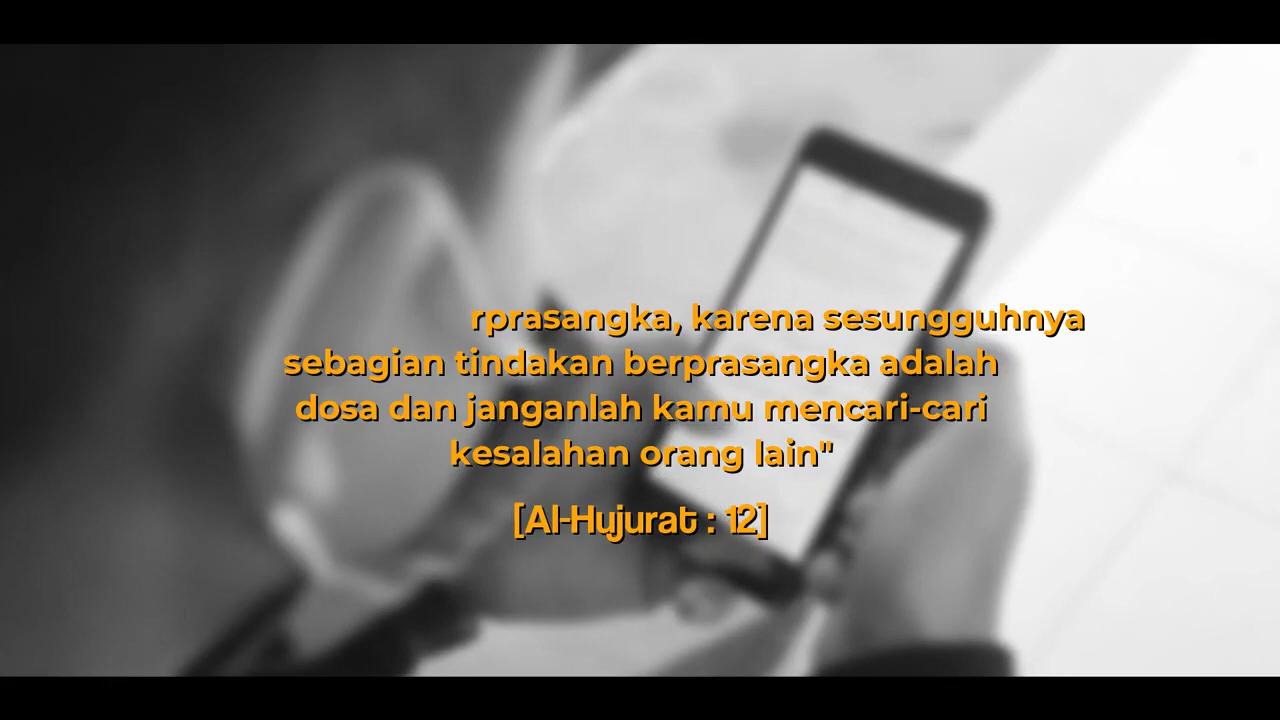 rprasangka, karena sesungguhnya
sebagian tindakan berprasangka adalah
dosa dan janganlah kamu mencari-cari
kesalahan orang lain"
[Al-Hujurat : 12]